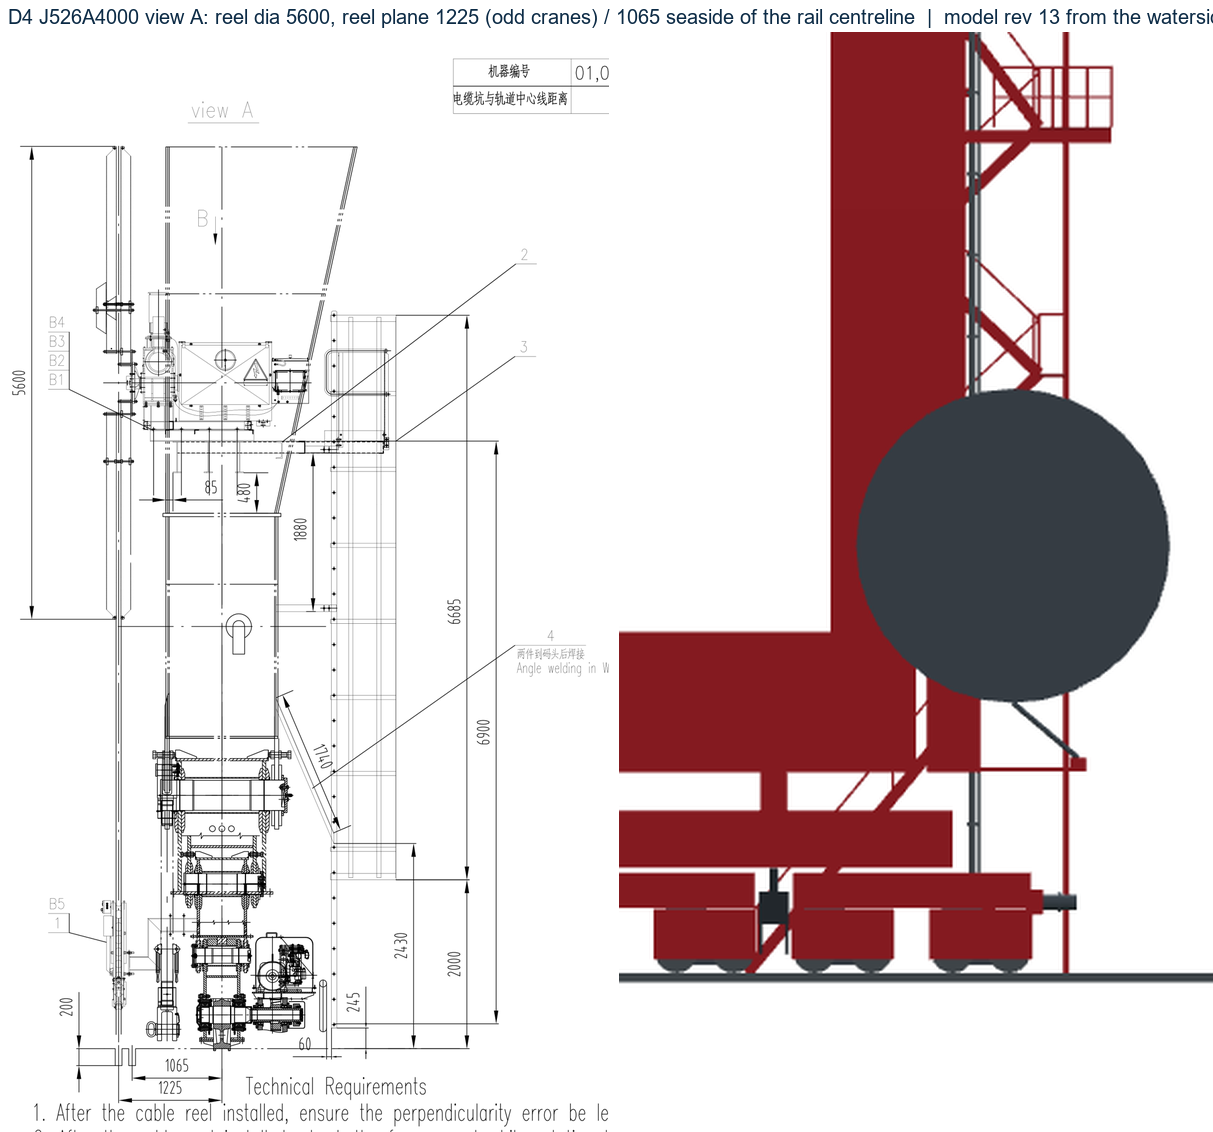 D4 J526A4000 view A: reel dia 5600, reel plane 1225 (odd cranes) / 1065 seaside of the rail centreline | model rev 13 from the watersi
机器编号
01,0
电缆坑与轨道中心线距离
view A
B
2
B4
B3
B2
B1
3
5600
85
480
1880
6685
4
两件到码头后焊接
Angle welding in W
6900
1740
B5
1
2430
2000
200
245
60
1065
1225
Technical Requirements
1. After the cable reel installed, ensure the perpendicularity error be le